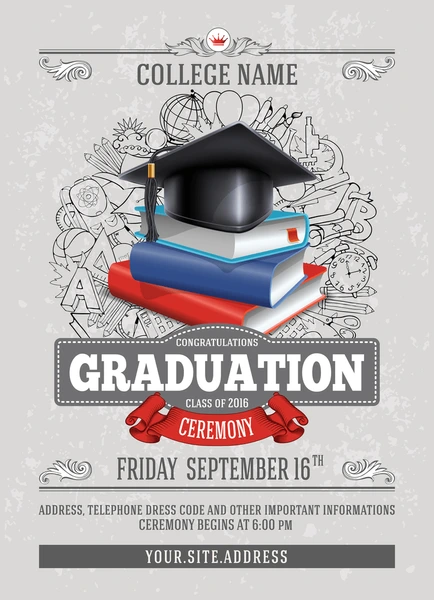 COLLEGE NAME
CONGRATULATIONS
GRADUATION
CLASS OF 2016
CEREMONY
FRIDAY SEPTEMBER 16TH
ADDRESS, TELEPHONE DRESS CODE AND OTHER IMPORTANT INFORMATIONS
CEREMONY BEGINS AT 6:00 PM
YOUR.SITE.ADDRESS